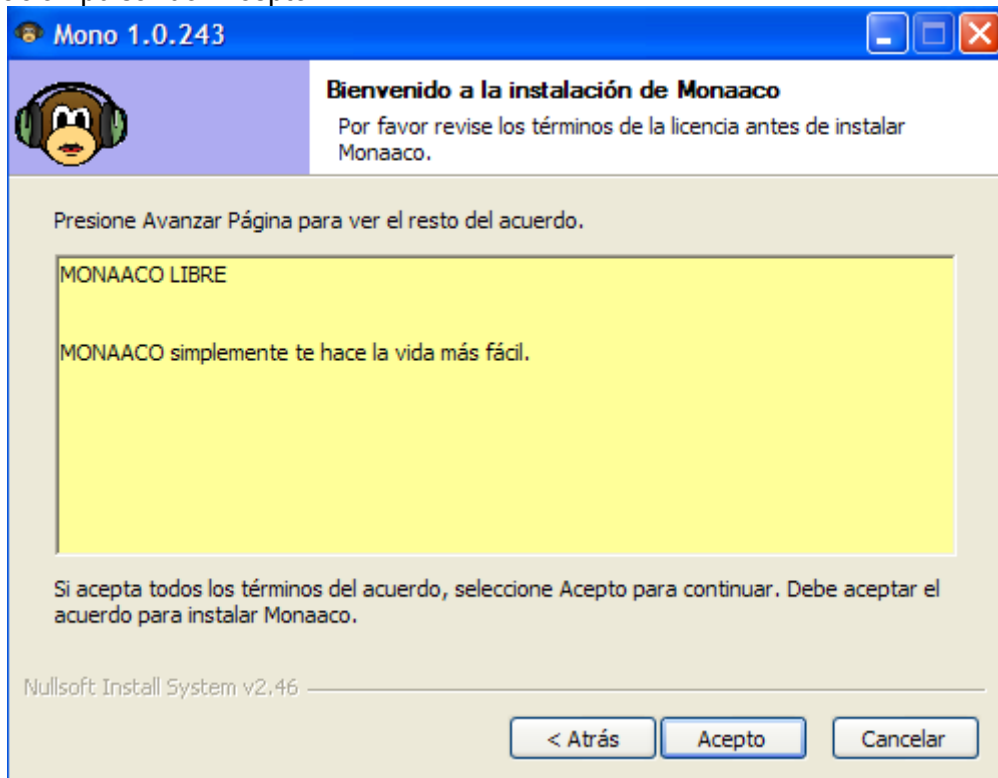 Mono 1.0.243
Bienvenido a la instalación de Monaaco
Por favor revise los términos de la licencia antes de instalar
Monaaco.
Presione Avanzar Página para ver el resto del acuerdo.
MONAACO LIBRE
MONAACO simplemente te hace la vida más fácil.
Si acepta todos los términos del acuerdo, seleccione Acepto para continuar. Debe aceptar el
acuerdo para instalar Monaaco.
Nullsoft Install System v2.46
< Atrás
Acepto
Cancelar